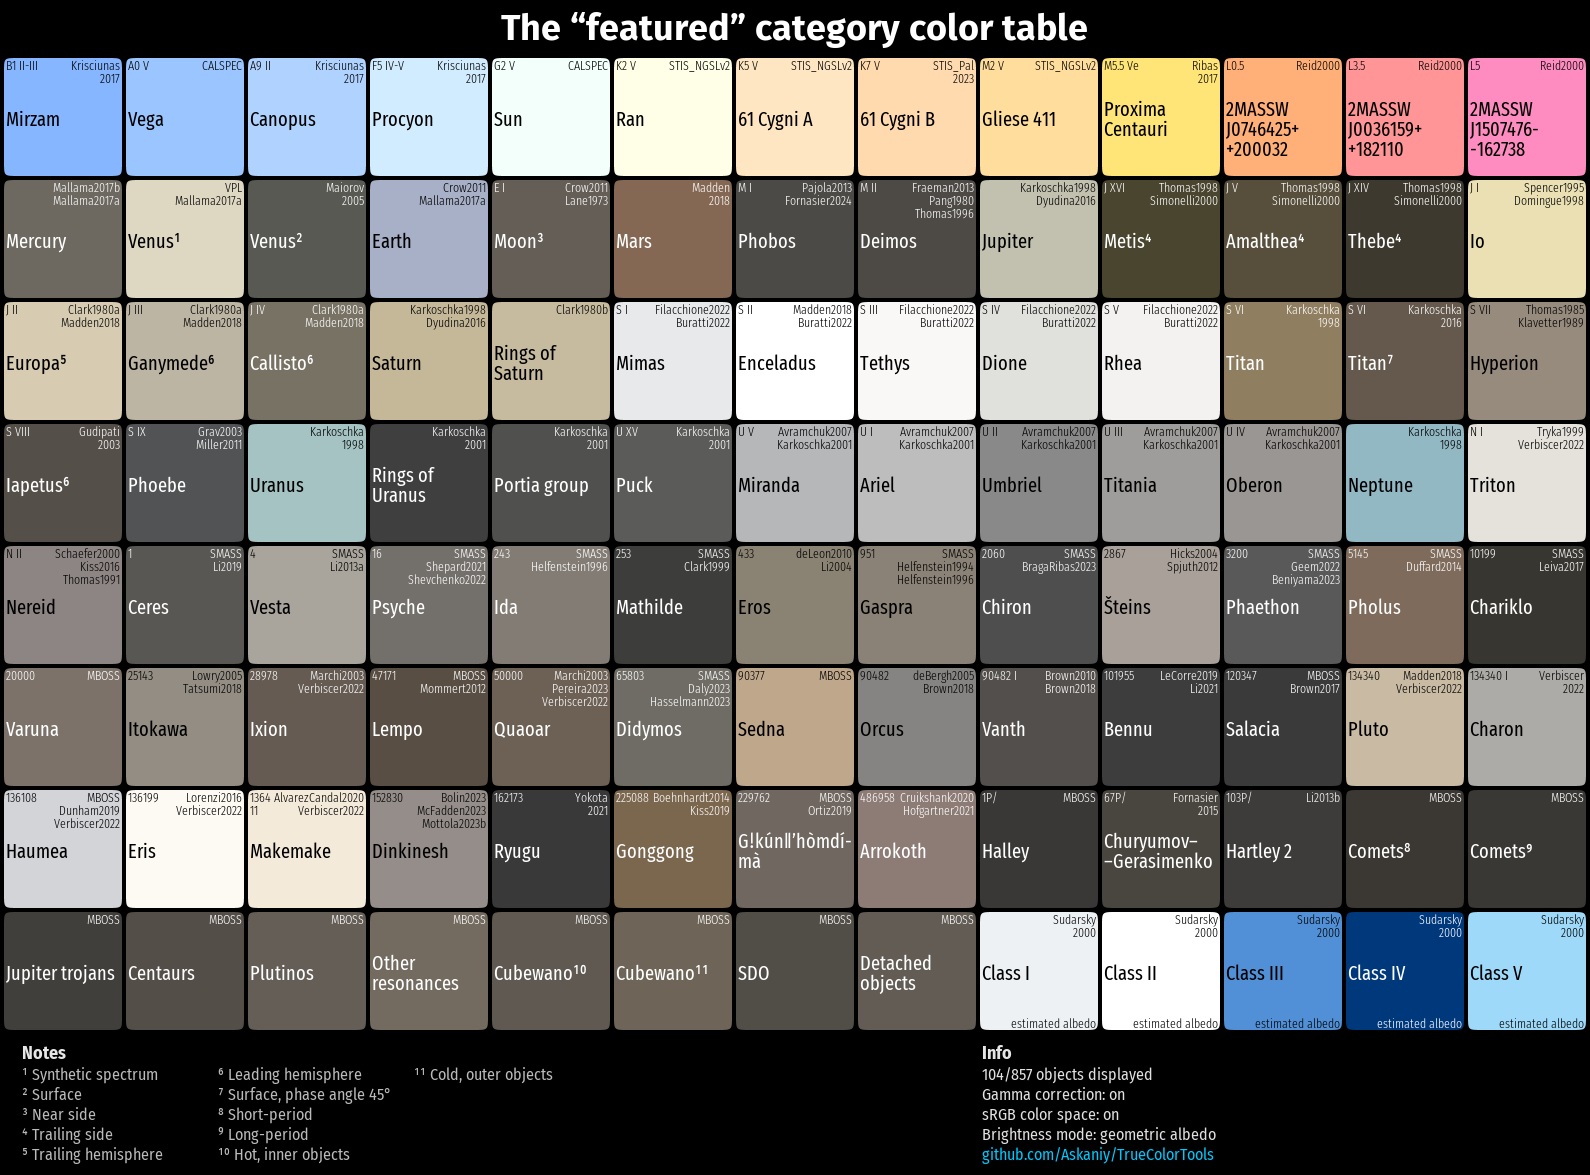 The “featured” category color table
B1 II-III Krisciunas
2017
Mirzam
A0 V CALSPEC
Vega
A9 II Krisciunas
2017
Canopus
F5 IV-V Krisciunas
2017
Procyon
G2 V CALSPEC
Sun
K2 V STIS_NGSLv2
Ran
K5 V STIS_NGSLv2
61 Cygni A
K7 V STIS_Pal
2023
61 Cygni B
M2 V STIS_NGSLv2
Gliese 411
M5.5 Ve Ribas
2017
Proxima
Centauri
L0.5 Reid2000
2MASSW
J0746425+
+200032
L3.5 Reid2000
2MASSW
J0036159+
+182110
L5 Reid2000
2MASSW
J1507476-
-162738
Mallama2017b
Mallama2017a
Mercury
VPL
Mallama2017a
Venus¹
Maiorov
2005
Venus²
Crow2011
Mallama2017a
Earth
E I Crow2011
Lane1973
Moon³
Madden
2018
Mars
M I Pajola2013
Fornasier2024
Phobos
M II Fraeman2013
Pang1980
Thomas1996
Deimos
Karkoschka1998
Dyudina2016
Jupiter
J XVI Thomas1998
Simonelli2000
Metis⁴
J V Thomas1998
Simonelli2000
Amalthea⁴
J XIV Thomas1998
Simonelli2000
Thebe⁴
J I Spencer1995
Domingue1998
Io
J II Clark1980a
Madden2018
Europa⁵
J III Clark1980a
Madden2018
Ganymede⁶
J IV Clark1980a
Madden2018
Callisto⁶
Karkoschka1998
Dyudina2016
Saturn
Clark1980b
Rings of
Saturn
S I Filacchione2022
Buratti2022
Mimas
S II Madden2018
Buratti2022
Enceladus
S III Filacchione2022
Buratti2022
Tethys
S IV Filacchione2022
Buratti2022
Dione
S V Filacchione2022
Buratti2022
Rhea
S VI Karkoschka
1998
Titan
S VI Karkoschka
2016
Titan⁷
S VII Thomas1985
Klavetter1989
Hyperion
S VIII Gudipati
2003
Iapetus⁶
S IX Grav2003
Miller2011
Phoebe
Karkoschka
1998
Uranus
Karkoschka
2001
Rings of
Uranus
Karkoschka
2001
Portia group
U XV Karkoschka
2001
Puck
U V Avramchuk2007
Karkoschka2001
Miranda
U I Avramchuk2007
Karkoschka2001
Ariel
U II Avramchuk2007
Karkoschka2001
Umbriel
U III Avramchuk2007
Karkoschka2001
Titania
U IV Avramchuk2007
Karkoschka2001
Oberon
Karkoschka
1998
Neptune
N I Tryka1999
Verbiscer2022
Triton
N II Schaefer2000
Kiss2016
Thomas1991
Nereid
1 SMASS
Li2019
Ceres
4 SMASS
Li2013a
Vesta
16 SMASS
Shepard2021
Shevchenko2022
Psyche
243 SMASS
Helfenstein1996
Ida
253 SMASS
Clark1999
Mathilde
433 deLeon2010
Li2004
Eros
951 SMASS
Helfenstein1994
Helfenstein1996
Gaspra
2060 SMASS
BragaRibas2023
Chiron
2867 Hicks2004
Spjuth2012
Šteins
3200 SMASS
Geem2022
Beniyama2023
Phaethon
5145 SMASS
Duffard2014
Pholus
10199 SMASS
Leiva2017
Chariklo
20000 MBOSS
Varuna
25143 Lowry2005
Tatsumi2018
Itokawa
28978 Marchi2003
Verbiscer2022
Ixion
47171 MBOSS
Mommert2012
Lempo
50000 Marchi2003
Pereira2023
Verbiscer2022
Quaoar
65803 SMASS
Daly2023
Hasselmann2023
Didymos
90377 MBOSS
Sedna
90482 deBergh2005
Brown2018
Orcus
90482 I Brown2010
Brown2018
Vanth
101955 LeCorre2019
Li2021
Bennu
120347 MBOSS
Brown2017
Salacia
134340 Madden2018
Verbiscer2022
Pluto
134340 I Verbiscer
2022
Charon
136108 MBOSS
Dunham2019
Verbiscer2022
Haumea
136199 Lorenzi2016
Verbiscer2022
Eris
1364 AlvarezCandal2020
11 Verbiscer2022
Makemake
152830 Bolin2023
McFadden2023
Mottola2023b
Dinkinesh
162173 Yokota
2021
Ryugu
225088 Boehnhardt2014
Kiss2019
Gonggong
229762 MBOSS
Ortiz2019
Gǃkúnǁʼhòmdí-
mà
486958 Cruikshank2020
Hofgartner2021
Arrokoth
1P/ MBOSS
Halley
67P/ Fornasier
2015
Churyumov–
–Gerasimenko
103P/ Li2013b
Hartley 2
MBOSS
Comets⁸
MBOSS
Comets⁹
MBOSS
Jupiter trojans
MBOSS
Centaurs
MBOSS
Plutinos
MBOSS
Other
resonances
MBOSS
Cubewano¹⁰
MBOSS
Cubewano¹¹
MBOSS
SDO
MBOSS
Detached
objects
Sudarsky
2000
Class I
estimated albedo
Sudarsky
2000
Class II
estimated albedo
Sudarsky
2000
Class III
estimated albedo
Sudarsky
2000
Class IV
estimated albedo
Sudarsky
2000
Class V
estimated albedo
Notes
¹ Synthetic spectrum
² Surface
³ Near side
⁴ Trailing side
⁵ Trailing hemisphere
⁶ Leading hemisphere
⁷ Surface, phase angle 45°
⁸ Short-period
⁹ Long-period
¹⁰ Hot, inner objects
¹¹ Cold, outer objects
Info
104/857 objects displayed
Gamma correction: on
sRGB color space: on
Brightness mode: geometric albedo
github.com/Askaniy/TrueColorTools